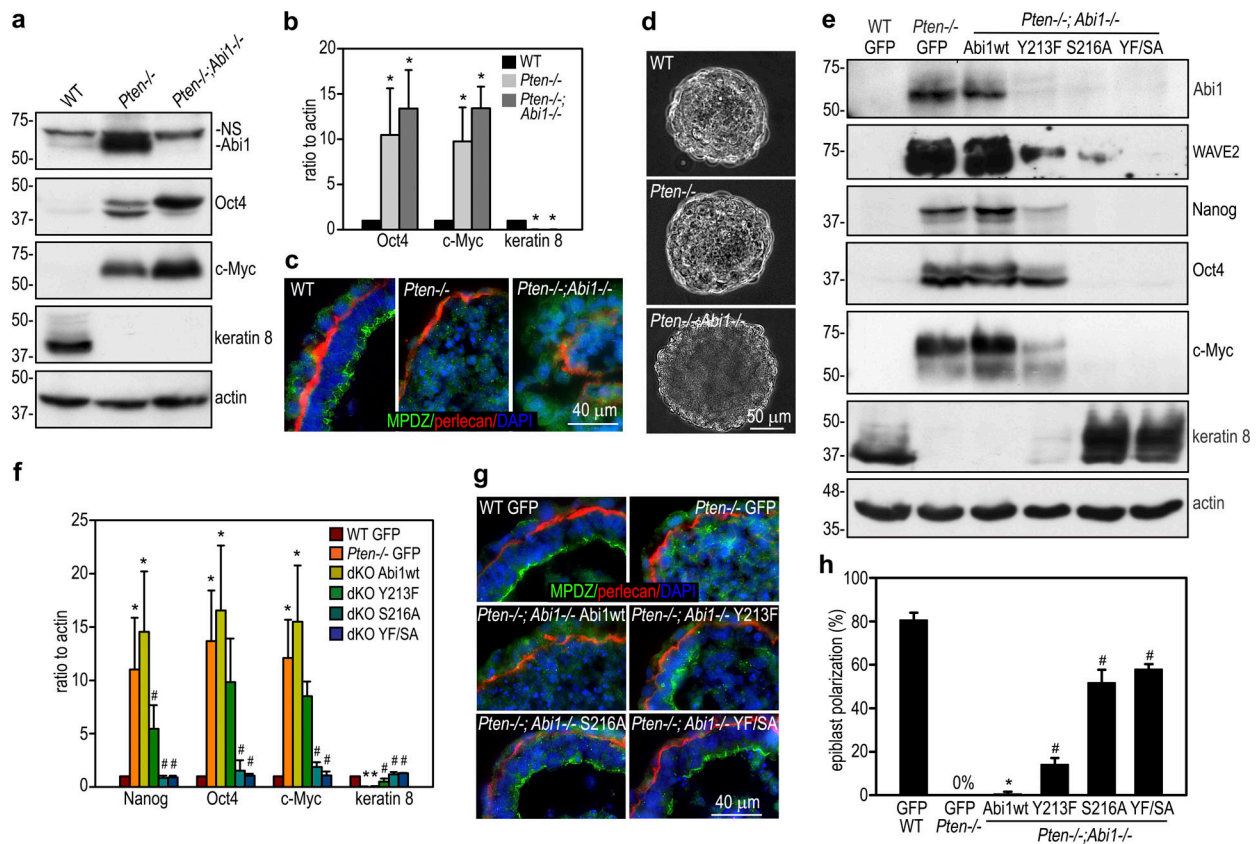 a
WT
Pten-/-
Pten-/-;Abi1-/-
75-
50-
-NS
-Abi1
37-
Oct4
75-
50-
c-Myc
50-
37-
keratin 8
37-
actin
b
ratio to actin
20
15
10
5
0
WT
Pten-/-
Pten-/-;
Abi1-/-
* * * * * *
Oct4 c-Myc keratin 8
c
WT
Pten-/-
Pten-/-;Abi1-/-
MPDZ/perlecan/DAPI
40 µm
d
WT
Pten-/-
Pten-/-;Abi1-/-
50 µm
e
WT
GFP
Pten-/-
GFP
Pten-/-; Abi1-/-
Abi1wt Y213F S216A YF/SA
75-
50-
Abi1
75-
WAVE2
37-
Nanog
37-
Oct4
75-
50-
c-Myc
50-
37-
keratin 8
48-
35-
actin
f
ratio to actin
25
20
15
10
5
0
WT GFP
Pten-/- GFP
dKO Abi1wt
dKO Y213F
dKO S216A
dKO YF/SA
* * # # #
* * # #
* * # #
* * # # #
Nanog Oct4 c-Myc keratin 8
g
WT GFP
Pten-/- GFP
MPDZ/perlecan/DAPI
Pten-/-; Abi1-/- Abi1wt
Pten-/-; Abi1-/- Y213F
Pten-/-; Abi1-/- S216A
Pten-/-; Abi1-/- YF/SA
40 µm
h
epiblast polarization (%)
100
80
60
40
20
0
0%
* # # #
GFP GFP Abi1wt Y213F S216A YF/SA
WT Pten-/- Pten-/-;Abi1-/-